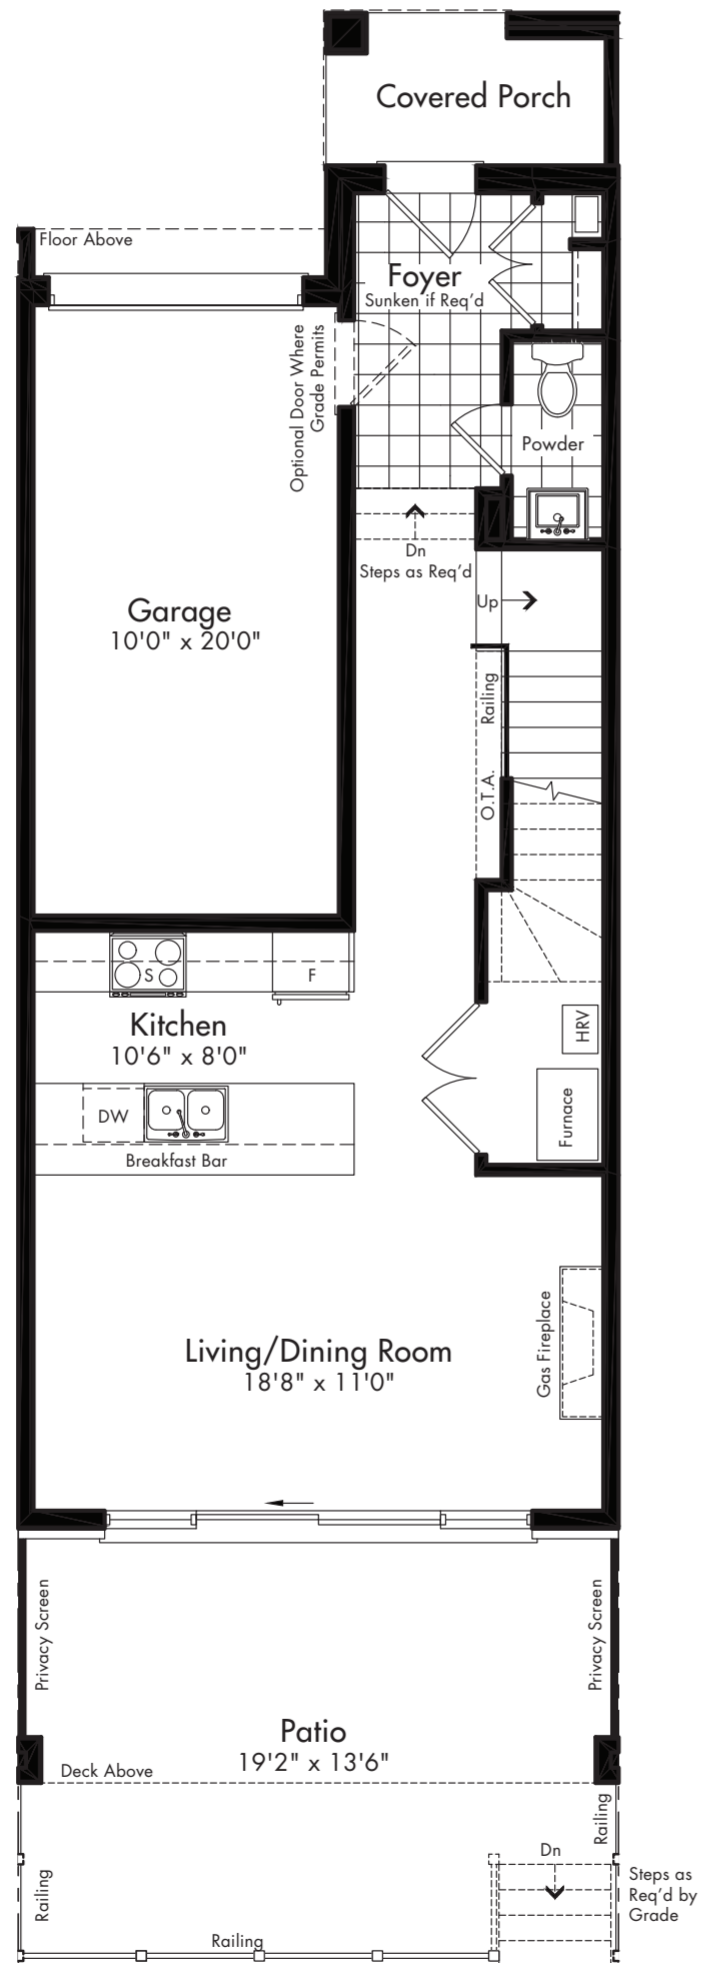 Covered Porch
Floor Above
Foyer
Sunken if Req'd
Optional Door Where
Grade Permits
Powder
Dn
Steps as Req'd
Up
Garage
10'0" x 20'0"
Railing
O.T.A.
S
F
Kitchen
10'6" x 8'0"
HRV
DW
Furnace
Breakfast Bar
Living/Dining Room
18'8" x 11'0"
Gas Fireplace
Privacy Screen
Privacy Screen
Patio
19'2" x 13'6"
Deck Above
Railing
Dn
Steps as
Req'd by
Grade
Railing
Railing